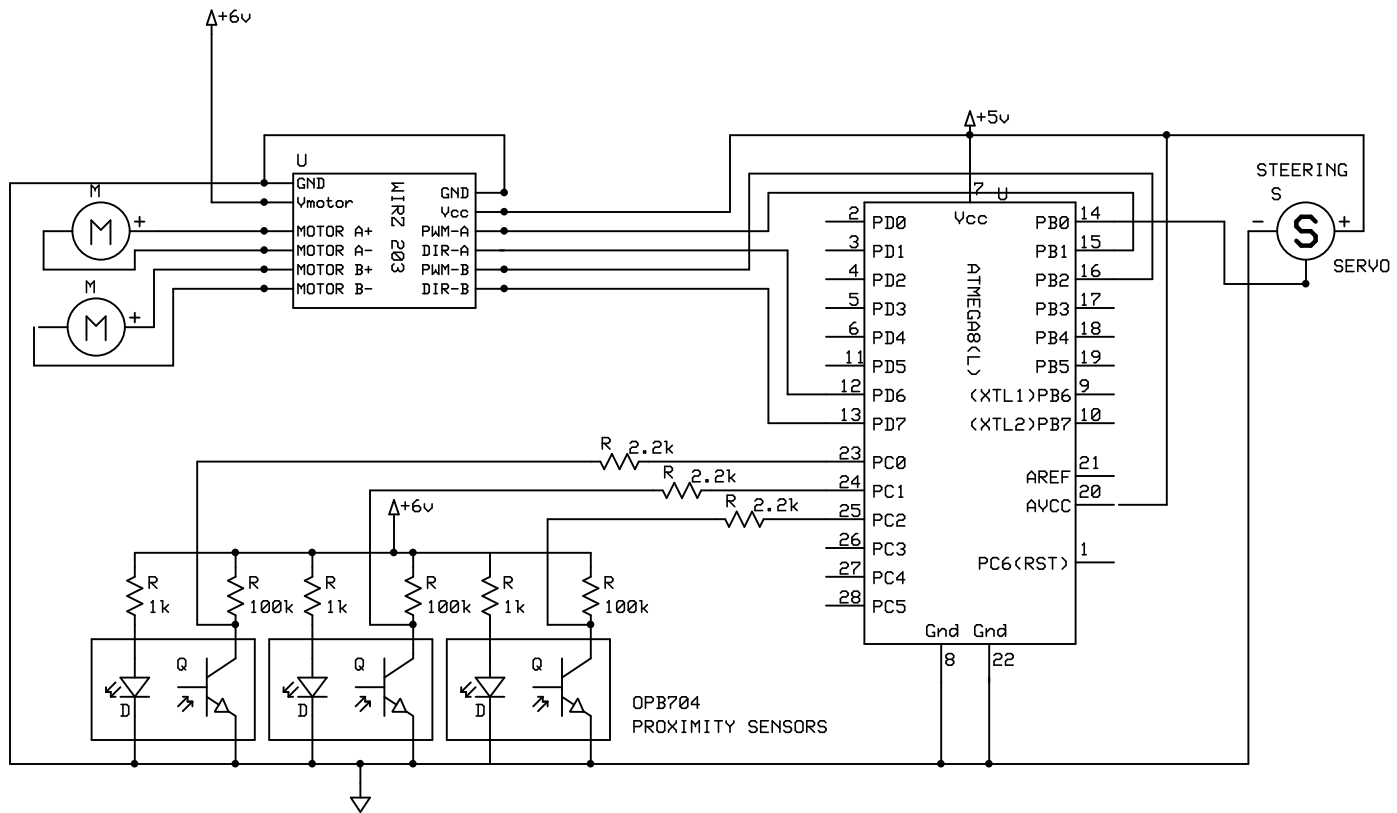 +6v
+5v
U
M
GND
Vmotor
MOTOR A+
MOTOR A-
MOTOR B+
MOTOR B-
WIRZ 203
GND
Vcc
PWM-A
DIR-A
PWM-B
DIR-B
+
M
M
+
M
STEERING
S
-
S
+
SERVO
7
U
Vcc
ATMEGA8(L)
2
PD0
3
PD1
4
PD2
5
PD3
6
PD4
11
PD5
12
PD6
13
PD7
23
PC0
24
PC1
25
PC2
26
PC3
27
PC4
28
PC5
PB0
14
PB1
15
PB2
16
PB3
17
PB4
18
PB5
19
(XTL1)PB6
9
(XTL2)PB7
10
AREF
21
AVCC
20
PC6(RST)
1
Gnd
Gnd
8
22
R
2.2k
R
2.2k
R
2.2k
+6v
R
1k
R
100k
R
1k
R
100k
R
1k
R
100k
Q
D
Q
D
Q
D
OPB704
PROXIMITY SENSORS